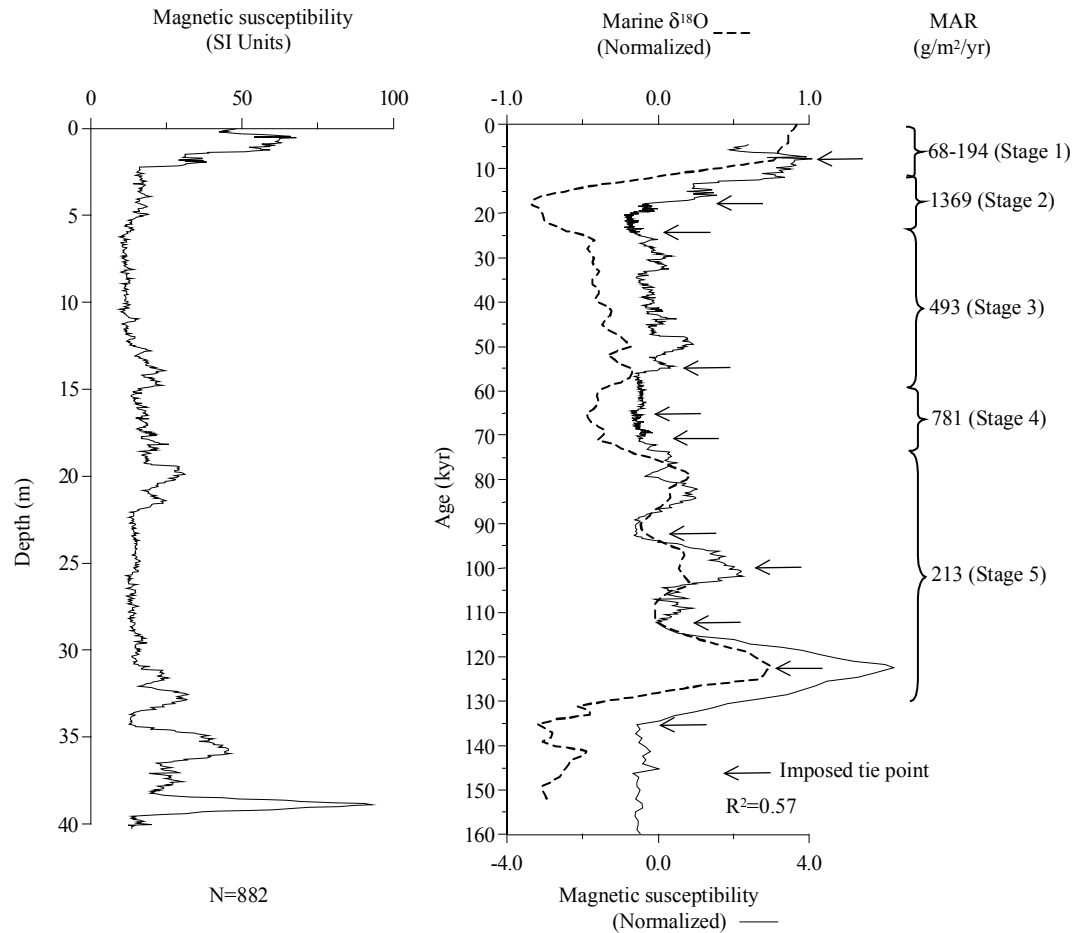 Magnetic susceptibility
(SI Units)
0 50 100
0
5
10
15
20
25
30
35
40
Depth (m)
N=882
Marine δ¹⁸O
(Normalized)
-1.0 0.0 1.0
0
10
20
30
40
50
60
70
80
90
100
110
120
130
140
150
160
Age (kyr)
Imposed tie point
R²=0.57
-4.0 0.0 4.0
Magnetic susceptibility
(Normalized)
MAR
(g/m²/yr)
68-194 (Stage 1)
1369 (Stage 2)
493 (Stage 3)
781 (Stage 4)
213 (Stage 5)